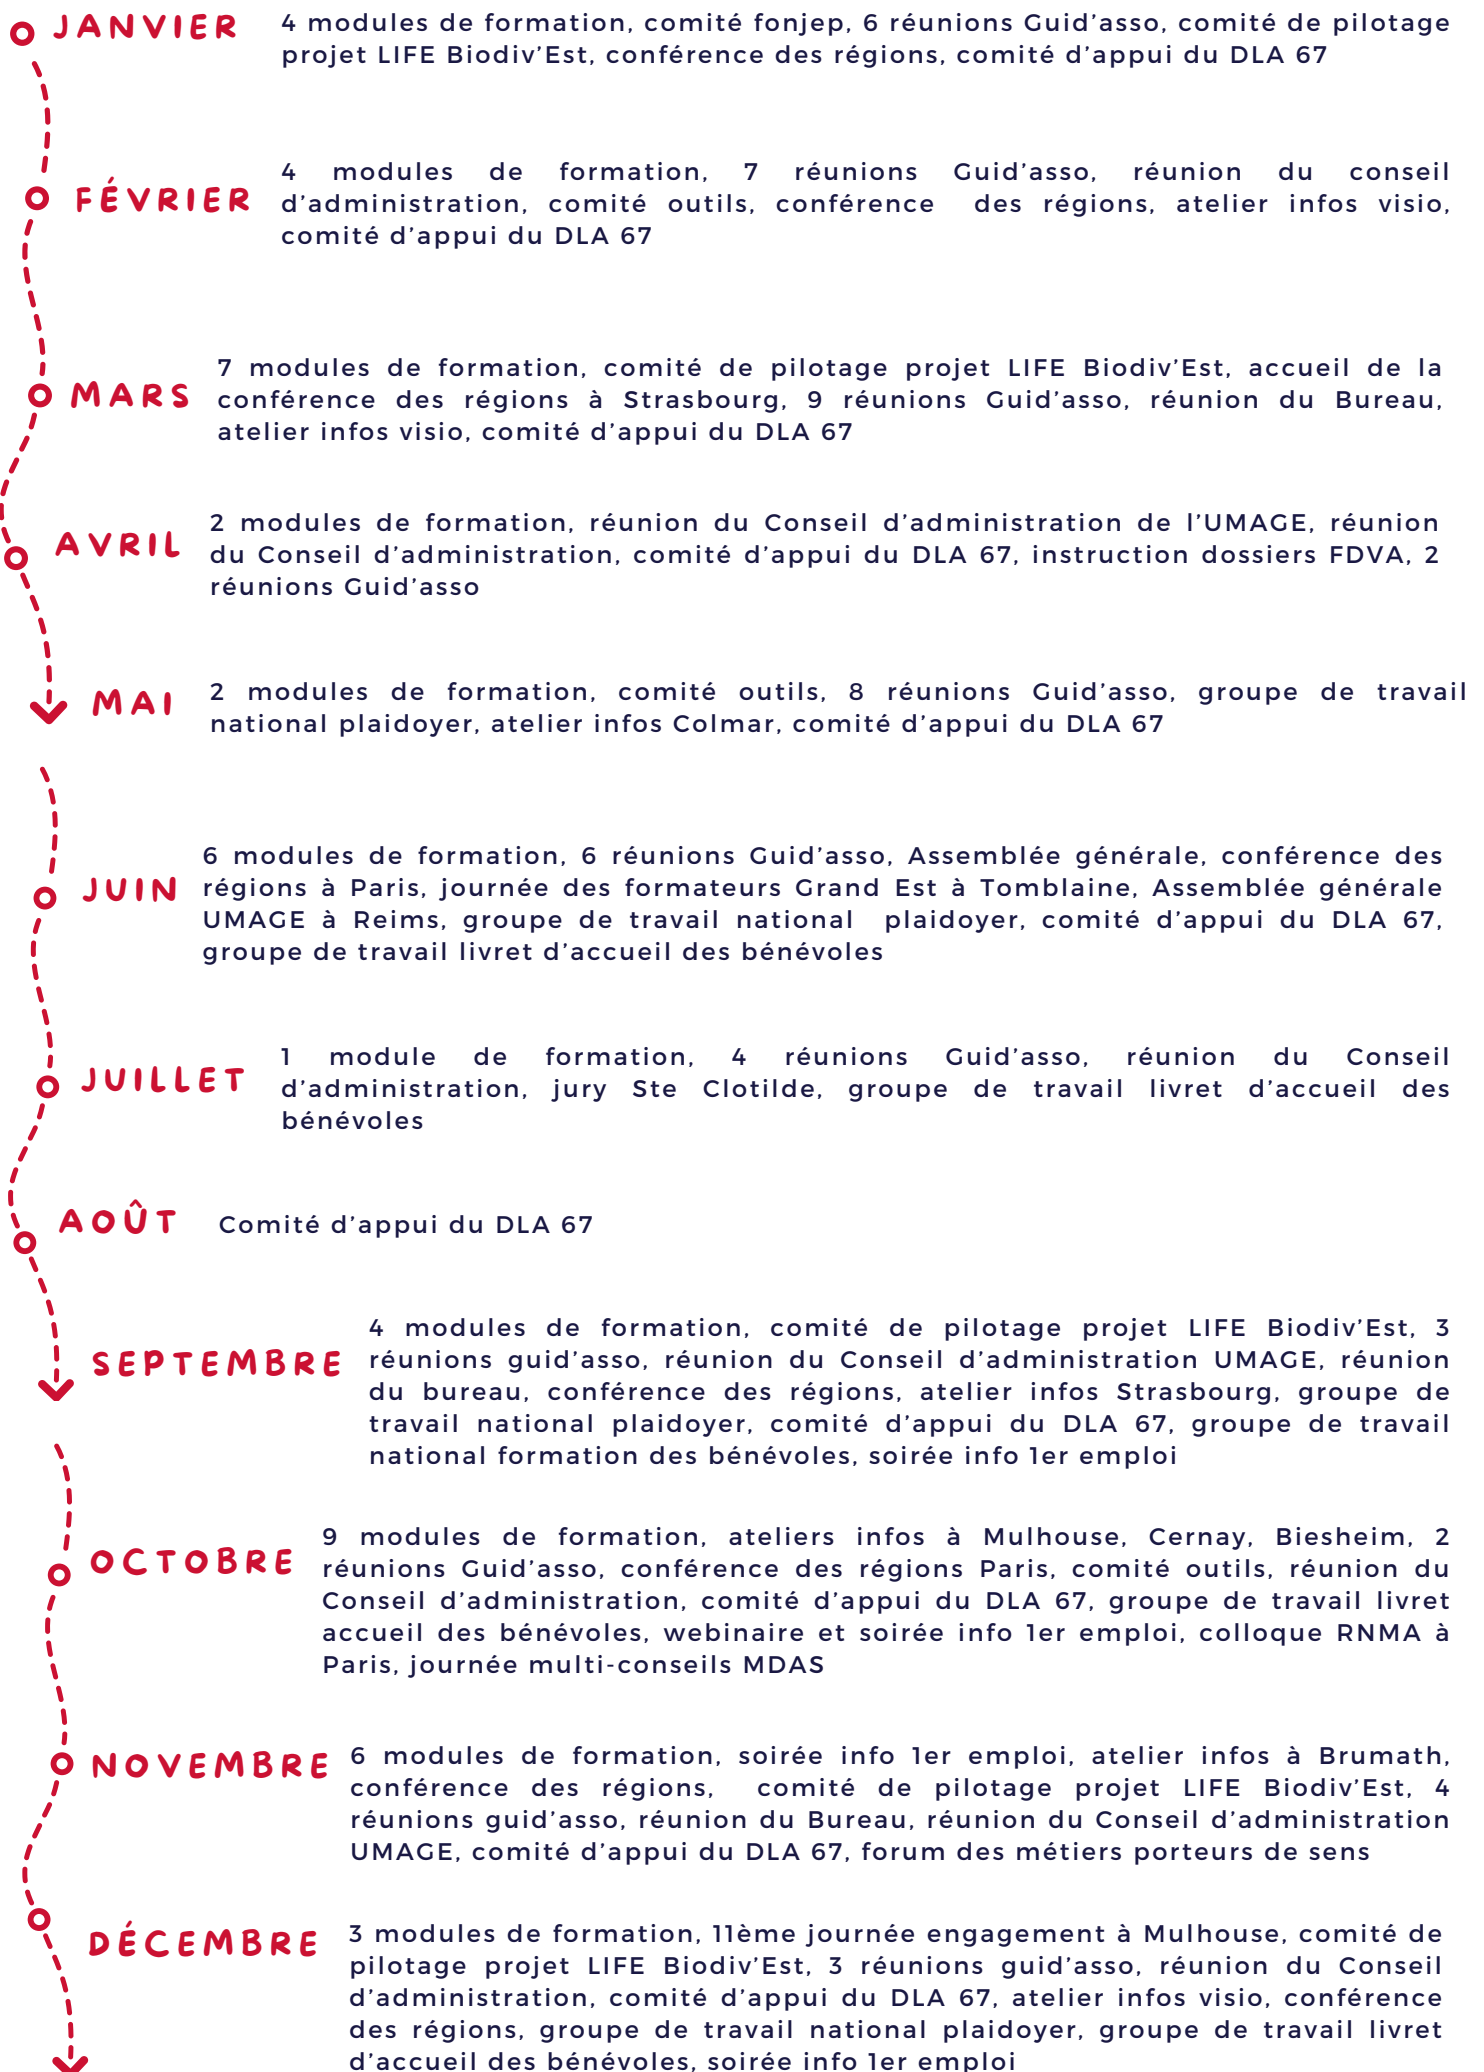 JANVIER
4 modules de formation, comité fonjep, 6 réunions Guid'asso, comité de pilotage
projet LIFE Biodiv'Est, conférence des régions, comité d'appui du DLA 67
FÉVRIER
4 modules de formation, 7 réunions Guid'asso, réunion du conseil
d'administration, comité outils, conférence des régions, atelier infos visio,
comité d'appui du DLA 67
MARS
7 modules de formation, comité de pilotage projet LIFE Biodiv'Est, accueil de la
conférence des régions à Strasbourg, 9 réunions Guid'asso, réunion du Bureau,
atelier infos visio, comité d'appui du DLA 67
AVRIL
2 modules de formation, réunion du Conseil d'administration de l'UMAGE, réunion
du Conseil d'administration, comité d'appui du DLA 67, instruction dossiers FDVA, 2
réunions Guid'asso
MAI
2 modules de formation, comité outils, 8 réunions Guid'asso, groupe de travail
national plaidoyer, atelier infos Colmar, comité d'appui du DLA 67
JUIN
6 modules de formation, 6 réunions Guid'asso, Assemblée générale, conférence des
régions à Paris, journée des formateurs Grand Est à Tomblaine, Assemblée générale
UMAGE à Reims, groupe de travail national plaidoyer, comité d'appui du DLA 67,
groupe de travail livret d'accueil des bénévoles
JUILLET
1 module de formation, 4 réunions Guid'asso, réunion du Conseil
d'administration, jury Ste Clotilde, groupe de travail livret d'accueil des
bénévoles
AOÛT
Comité d'appui du DLA 67
SEPTEMBRE
4 modules de formation, comité de pilotage projet LIFE Biodiv'Est, 3
réunions guid'asso, réunion du Conseil d'administration UMAGE, réunion
du bureau, conférence des régions, atelier infos Strasbourg, groupe de
travail national plaidoyer, comité d'appui du DLA 67, groupe de travail
national formation des bénévoles, soirée info 1er emploi
OCTOBRE
9 modules de formation, ateliers infos à Mulhouse, Cernay, Biesheim, 2
réunions Guid'asso, conférence des régions Paris, comité outils, réunion du
Conseil d'administration, comité d'appui du DLA 67, groupe de travail livret
accueil des bénévoles, webinaire et soirée info 1er emploi, colloque RNMA à
Paris, journée multi-conseils MDAS
NOVEMBRE
6 modules de formation, soirée info 1er emploi, atelier infos à Brumath,
conférence des régions, comité de pilotage projet LIFE Biodiv'Est, 4
réunions guid'asso, réunion du Bureau, réunion du Conseil d'administration
UMAGE, comité d'appui du DLA 67, forum des métiers porteurs de sens
DÉCEMBRE
3 modules de formation, 11ème journée engagement à Mulhouse, comité de
pilotage projet LIFE Biodiv'Est, 3 réunions guid'asso, réunion du Conseil
d'administration, comité d'appui du DLA 67, atelier infos visio, conférence
des régions, groupe de travail national plaidoyer, groupe de travail livret
d'accueil des bénévoles, soirée info 1er emploi